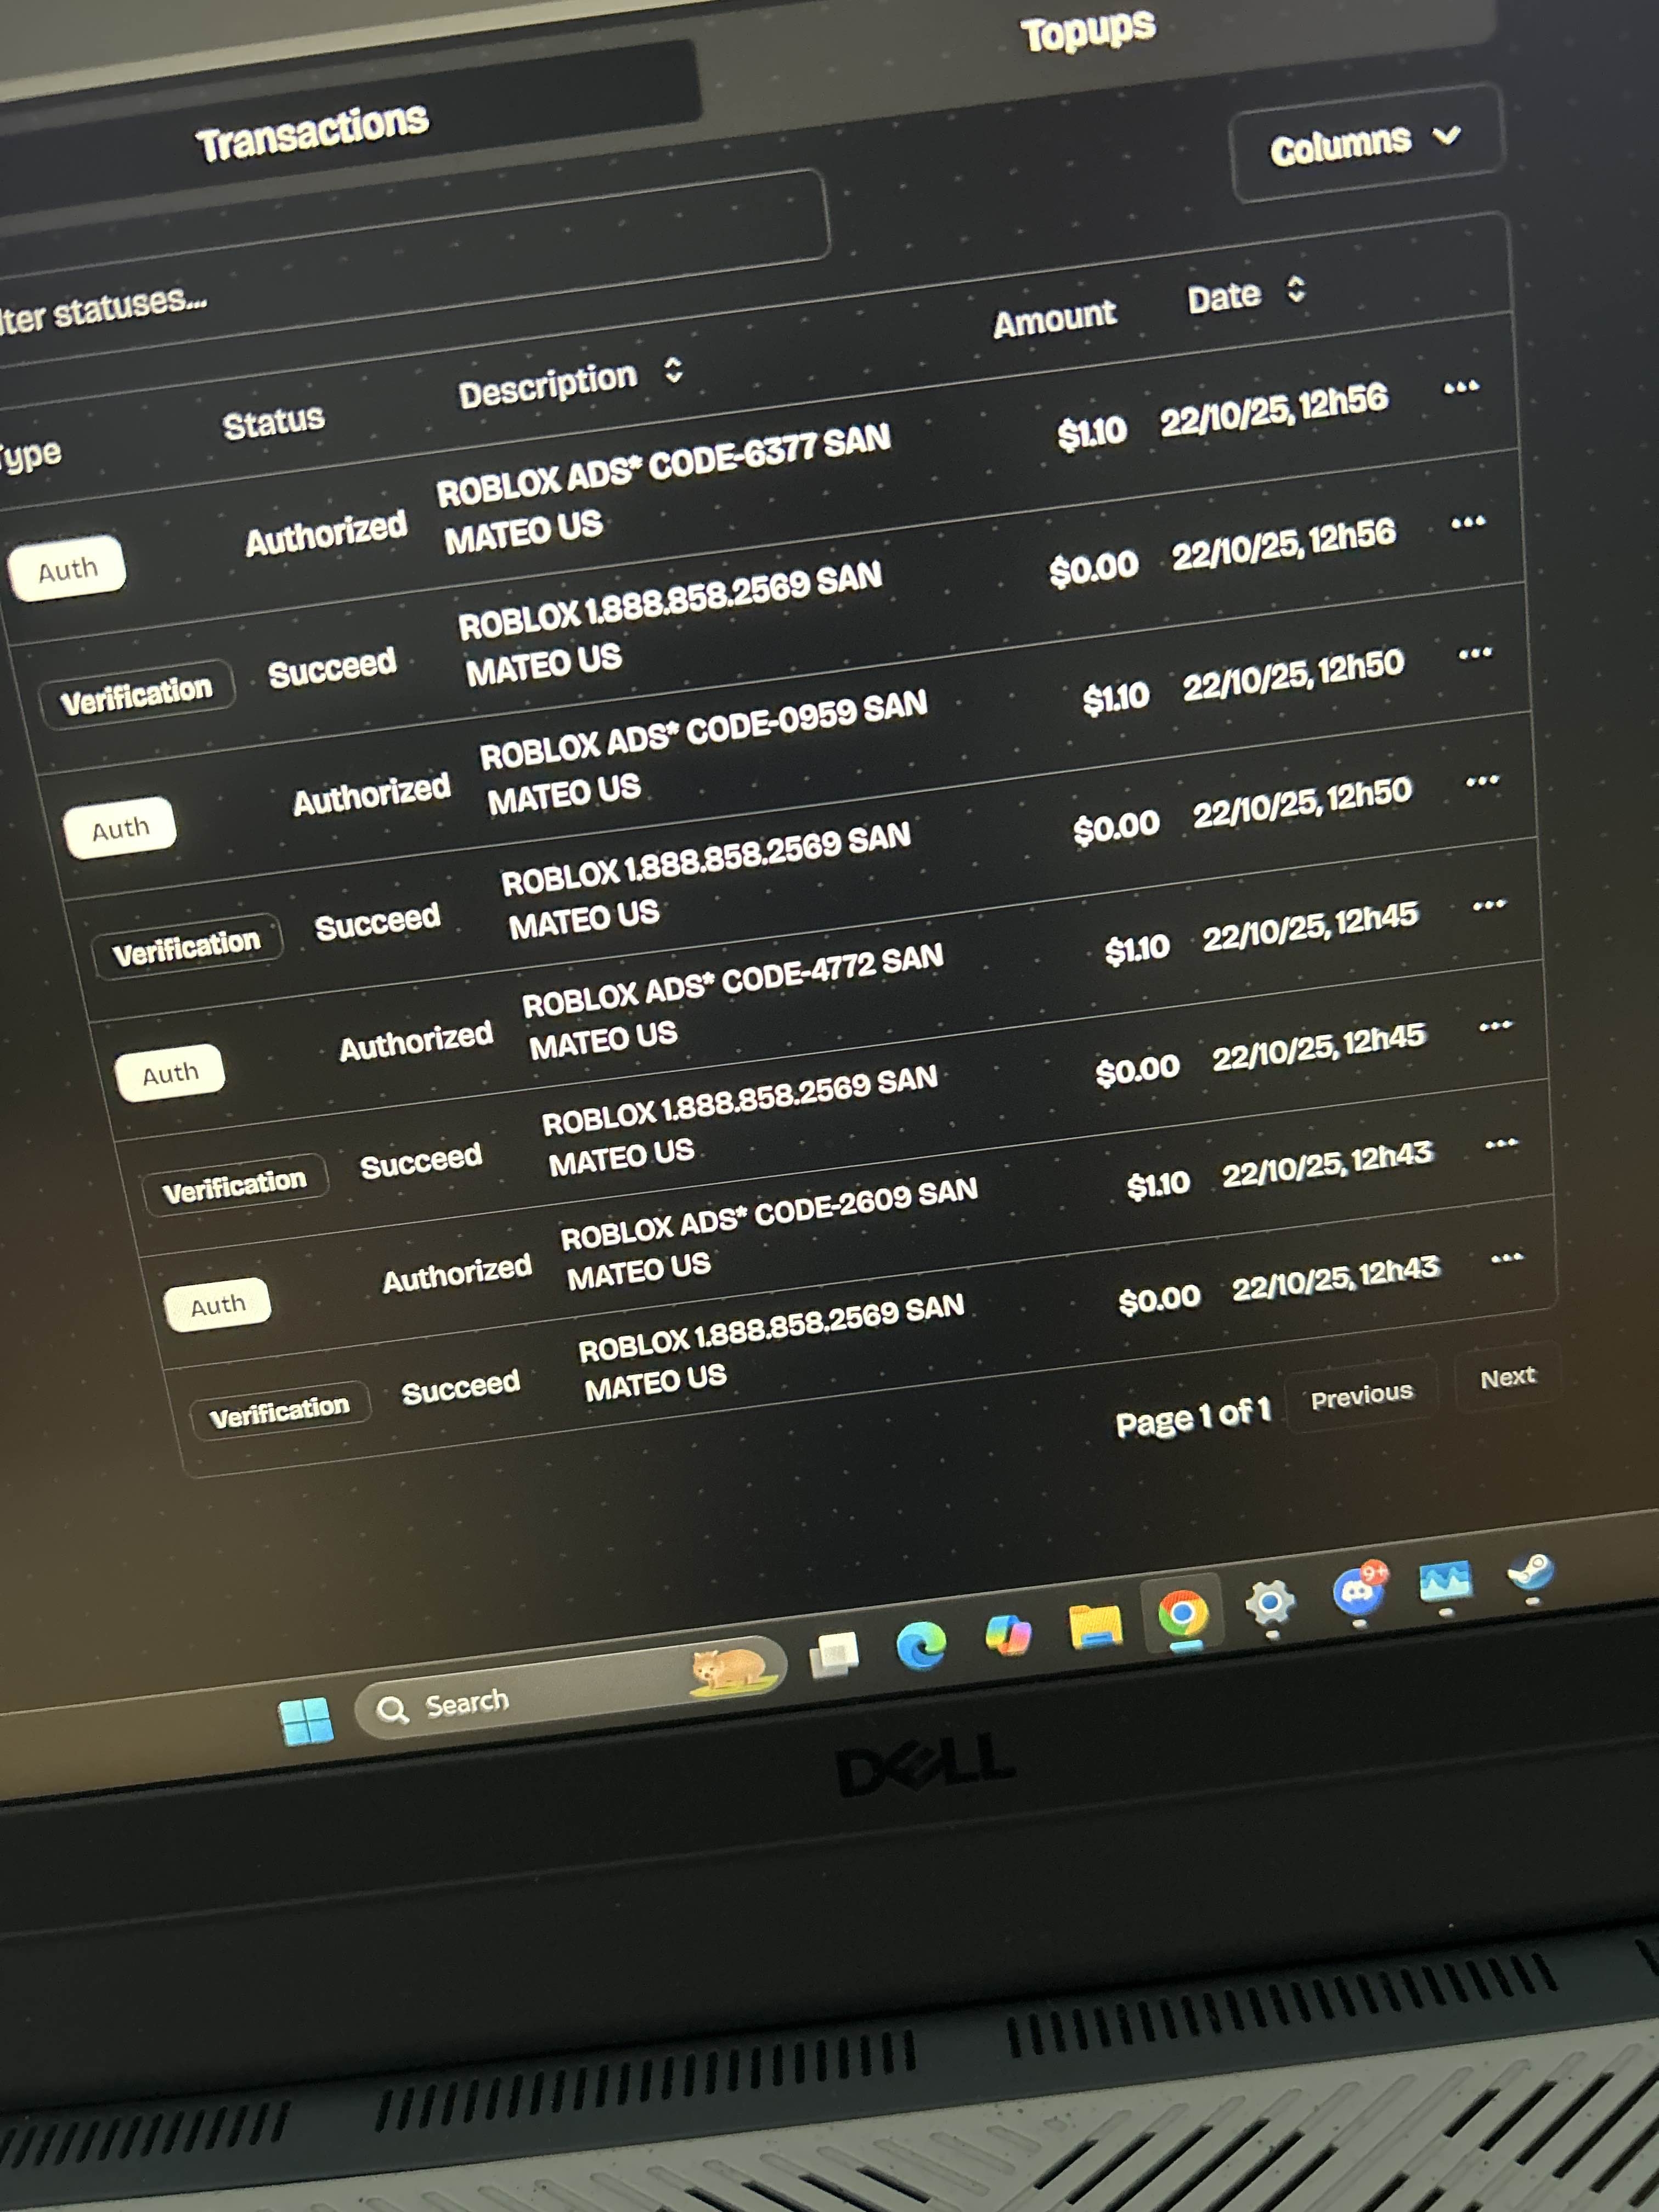 Transactions
Topups
Columns
lter statuses...
Type
Status
Description
Amount
Date
Auth
Authorized
ROBLOX ADS* CODE-6377 SAN
MATEO US
$1.10
22/10/25, 12h56
Verification
Succeed
ROBLOX 1.888.858.2569 SAN
MATEO US
$0.00
22/10/25, 12h56
Auth
Authorized
ROBLOX ADS* CODE-0959 SAN
MATEO US
$1.10
22/10/25, 12h50
Verification
Succeed
ROBLOX 1.888.858.2569 SAN
MATEO US
$0.00
22/10/25, 12h50
Auth
Authorized
ROBLOX ADS* CODE-4772 SAN
MATEO US
$1.10
22/10/25, 12h45
Verification
Succeed
ROBLOX 1.888.858.2569 SAN
MATEO US
$0.00
22/10/25, 12h45
Auth
Authorized
ROBLOX ADS* CODE-2609 SAN
MATEO US
$1.10
22/10/25, 12h43
Verification
Succeed
ROBLOX 1.888.858.2569 SAN
MATEO US
$0.00
22/10/25, 12h43
Page 1 of 1
Previous
Next
Search
9+
DELL